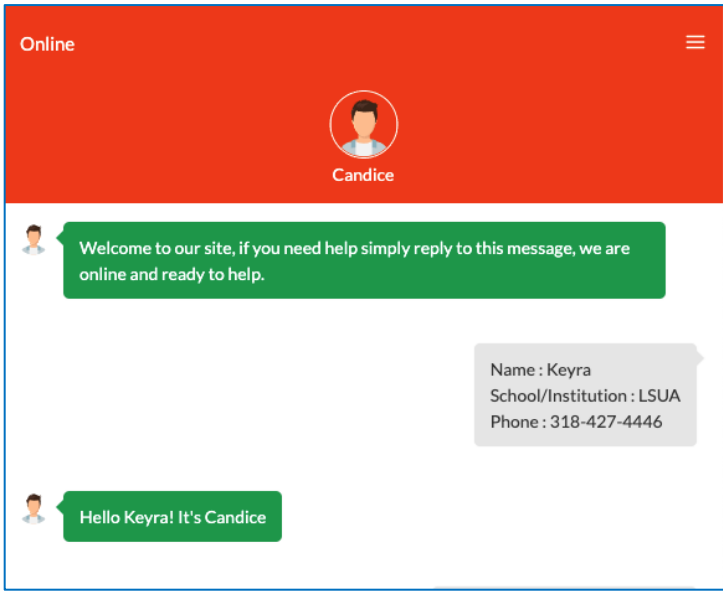 Online
Candice
Welcome to our site, if you need help simply reply to this message, we are
online and ready to help.
Name : Keyra
School/Institution : LSUA
Phone : 318-427-4446
Hello Keyra! It's Candice